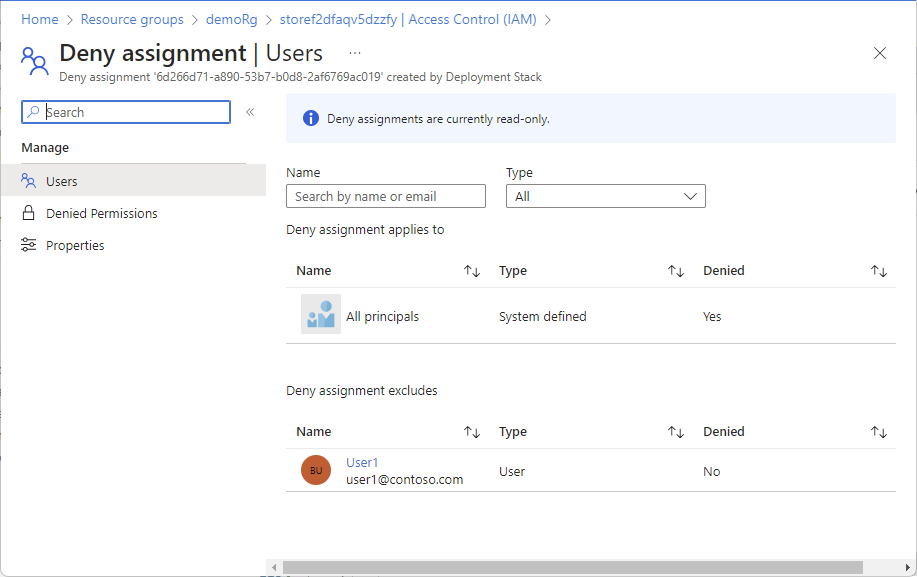 Home > Resource groups > demoRg > storef2dfaqv5dzzfy | Access Control (IAM) >
Deny assignment | Users ...
Deny assignment '6d266d71-a890-53b7-b0d8-2af6769ac019' created by Deployment Stack
Search
Manage
Users
Denied Permissions
Properties
Deny assignments are currently read-only.
Name Type
Search by name or email All
Deny assignment applies to
Name Type Denied
All principals System defined Yes
Deny assignment excludes
Name Type Denied
BU User1
user1@contoso.com User No